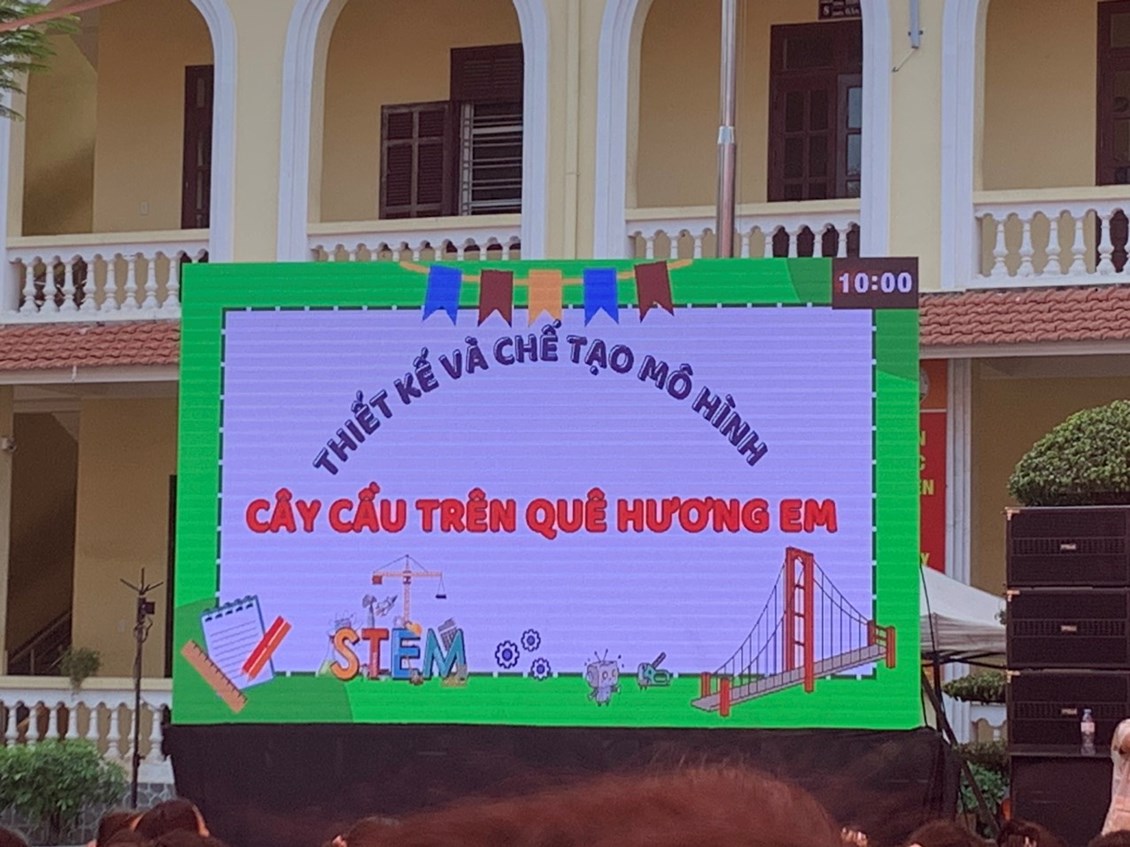 10:00
THIẾT KẾ VÀ CHẾ TẠO MÔ HÌNH
CÂY CẦU TRÊN QUÊ HƯƠNG EM
STEM